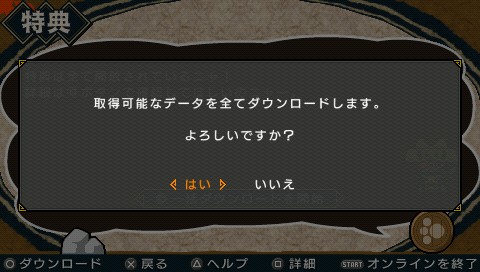 特典
取得可能なデータを全てダウンロードします。
よろしいですか?
はい いいえ
ダウンロード 戻る ヘルプ 詳細 START オンラインを終了